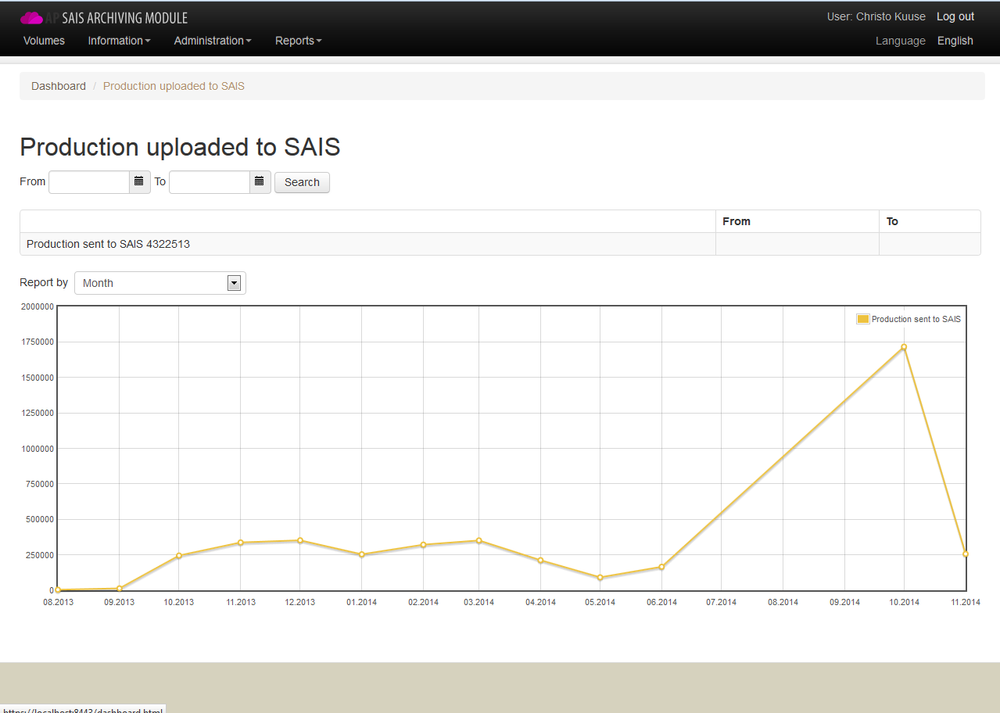 AP SAIS ARCHIVING MODULE User: Christo Kuuse Log out
Volumes Information Administration Reports Language English
Dashboard / Production uploaded to SAIS
Production uploaded to SAIS
From To Search
From To
Production sent to SAIS 4322513
Report by Month
2000000
Production sent to SAIS
1750000
1500000
1250000
1000000
750000
500000
250000
0
08.2013 09.2013 10.2013 11.2013 12.2013 01.2014 02.2014 03.2014 04.2014 05.2014 06.2014 07.2014 08.2014 09.2014 10.2014 11.2014
https://localhost:8443/dashboard.html